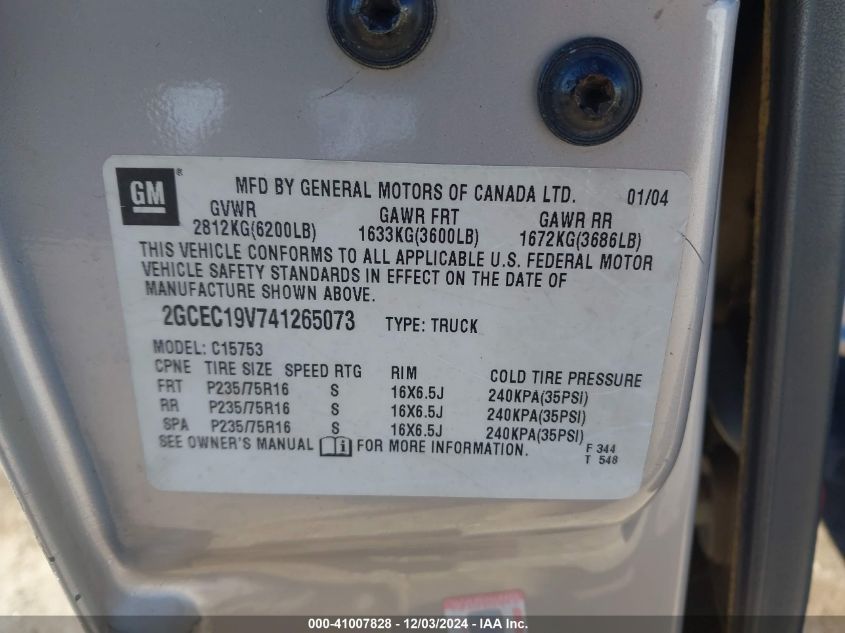 GM ®
MFD BY GENERAL MOTORS OF CANADA LTD. 01/04
GVWR GAWR FRT GAWR RR
2812KG(6200LB) 1633KG(3600LB) 1672KG(3686LB)
THIS VEHICLE CONFORMS TO ALL APPLICABLE U.S. FEDERAL MOTOR
VEHICLE SAFETY STANDARDS IN EFFECT ON THE DATE OF
MANUFACTURE SHOWN ABOVE.
2GCEC19V741265073 TYPE: TRUCK
MODEL: C15753
CPNE TIRE SIZE SPEED RTG RIM COLD TIRE PRESSURE
FRT P235/75R16 S 16X6.5J 240KPA(35PSI)
RR P235/75R16 S 16X6.5J 240KPA(35PSI)
SPA P235/75R16 S 16X6.5J 240KPA(35PSI)
SEE OWNER'S MANUAL i FOR MORE INFORMATION.
F 344
T 548
000-41007828 - 12/03/2024 - IAA Inc.